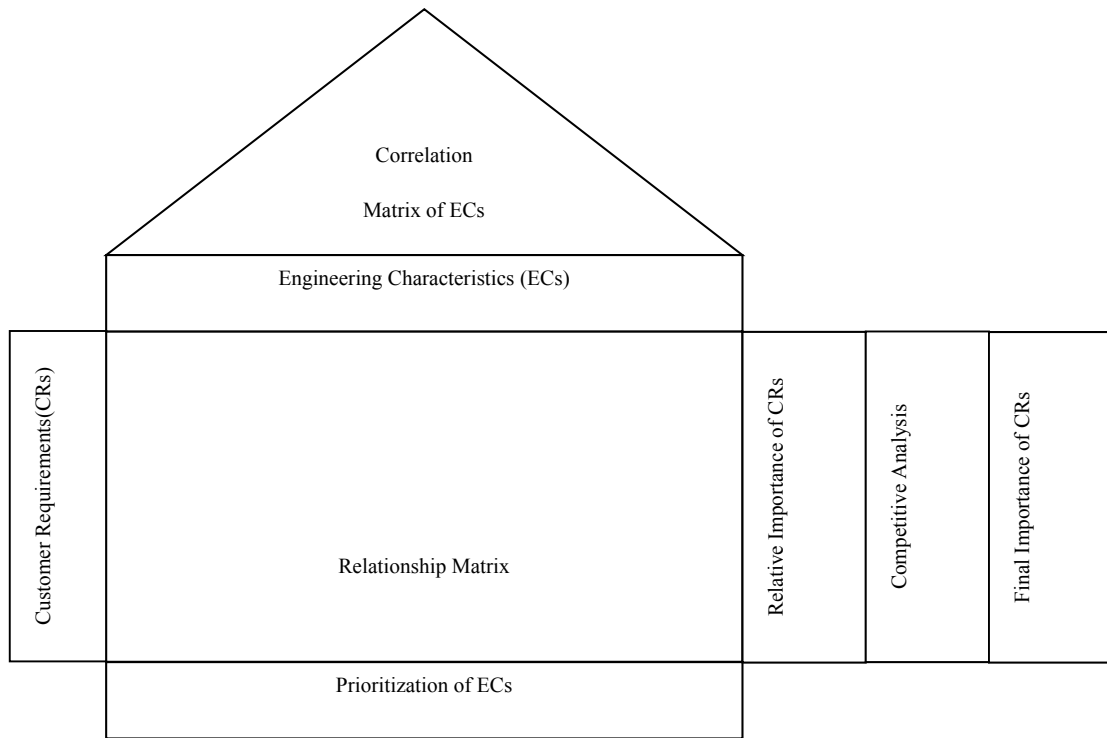 Correlation
Matrix of ECs
Engineering Characteristics (ECs)
Customer Requirements(CRs)
Relationship Matrix
Relative Importance of CRs
Competitive Analysis
Final Importance of CRs
Prioritization of ECs